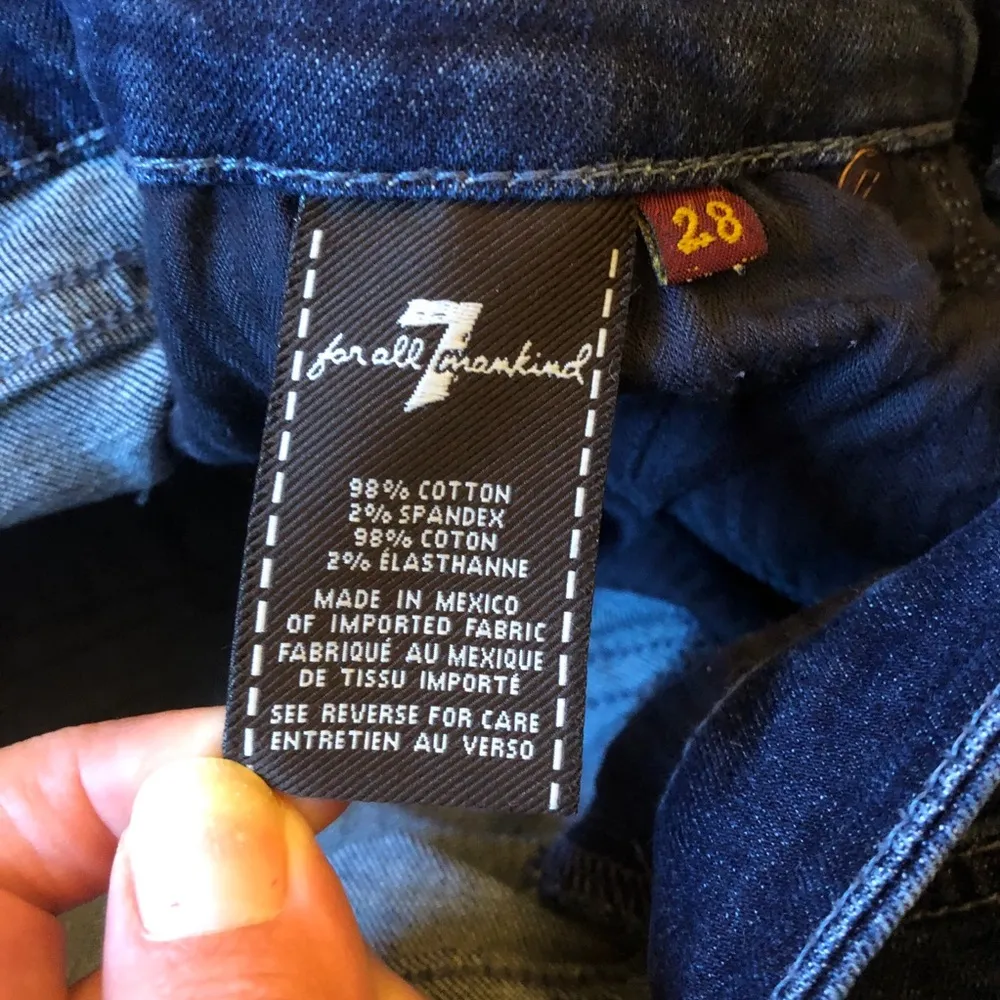 28
for all 7 mankind
98% COTTON
2% SPANDEX
98% COTON
2% ÉLASTHANNE
MADE IN MEXICO
OF IMPORTED FABRIC
FABRIQUÉ AU MEXIQUE
DE TISSU IMPORTÉ
SEE REVERSE FOR CARE
ENTRETIEN AU VERSO